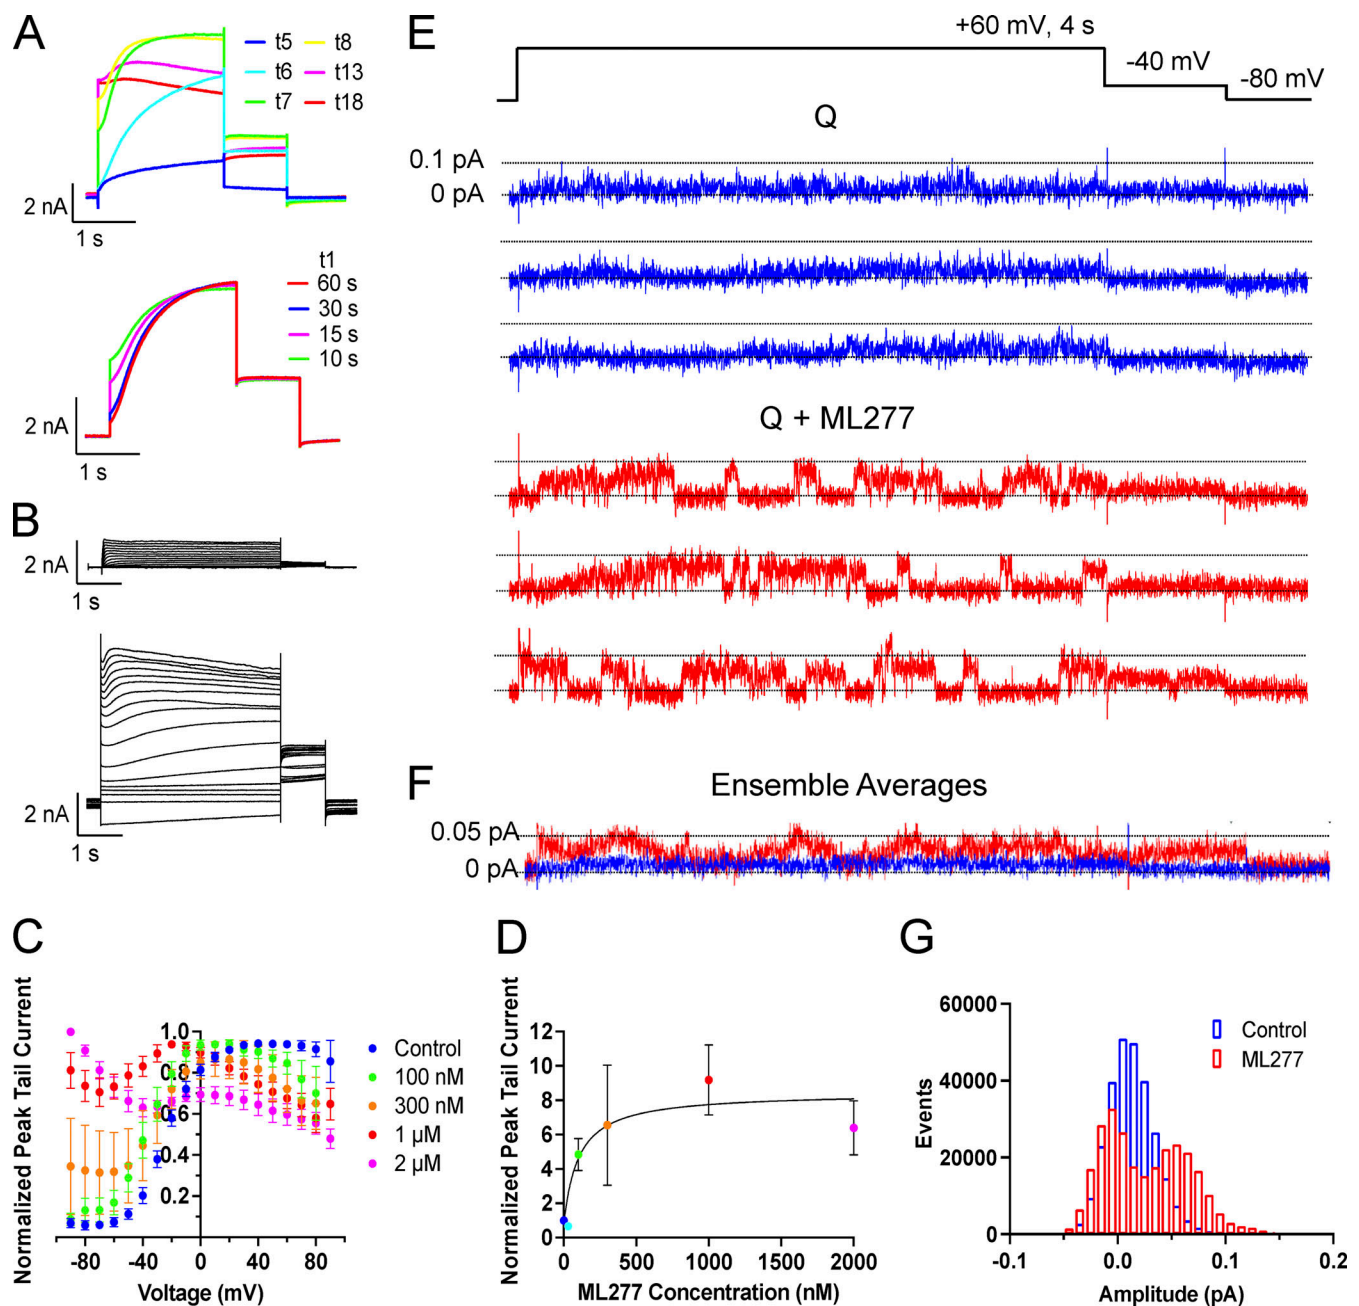 A
t5
t8
t6
t13
t7
t18
2 nA
1 s
t1
60 s
30 s
15 s
10 s
2 nA
1 s
B
2 nA
1 s
2 nA
1 s
E
+60 mV, 4 s
-40 mV
-80 mV
Q
0.1 pA
0 pA
Q + ML277
F
Ensemble Averages
0.05 pA
0 pA
C
Normalized Peak Tail Current
1.0
0.8
0.6
0.4
0.2
-80
-40
0
40
80
Voltage (mV)
Control
100 nM
300 nM
1 µM
2 µM
D
Normalized Peak Tail Current
12
10
8
6
4
2
0
0
500
1000
1500
2000
ML277 Concentration (nM)
G
Events
60000
40000
20000
0
-0.1
0.0
0.1
0.2
Amplitude (pA)
Control
ML277